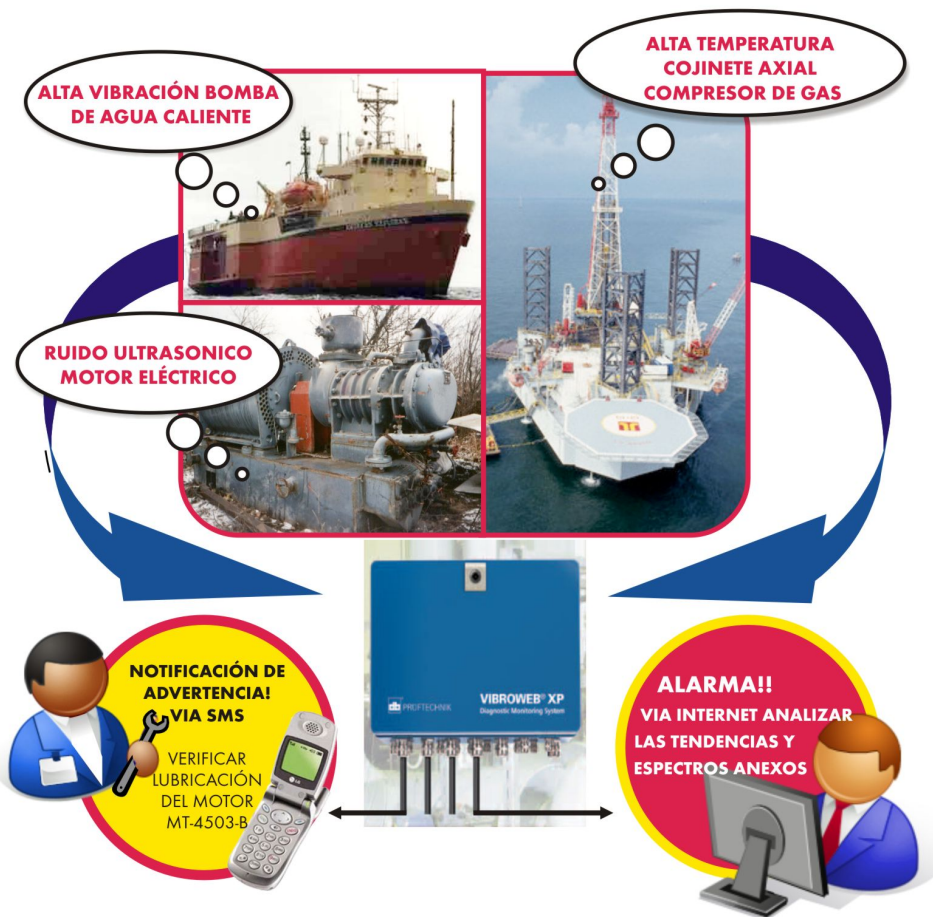 ALTA VIBRACIÓN BOMBA
DE AGUA CALIENTE
ALTA TEMPERATURA
COJINETE AXIAL
COMPRESOR DE GAS
RUIDO ULTRASONICO
MOTOR ELÉCTRICO
NOTIFICACIÓN DE
ADVERTENCIA!
VIA SMS
VERIFICAR
LUBRICACIÓN
DEL MOTOR
MT-4503-B
PRÜFTECHNIK
VIBROWEB® XP
Diagnostic Monitoring System
ALARMA!!
VIA INTERNET ANALIZAR
LAS TENDENCIAS Y
ESPECTROS ANEXOS
LG